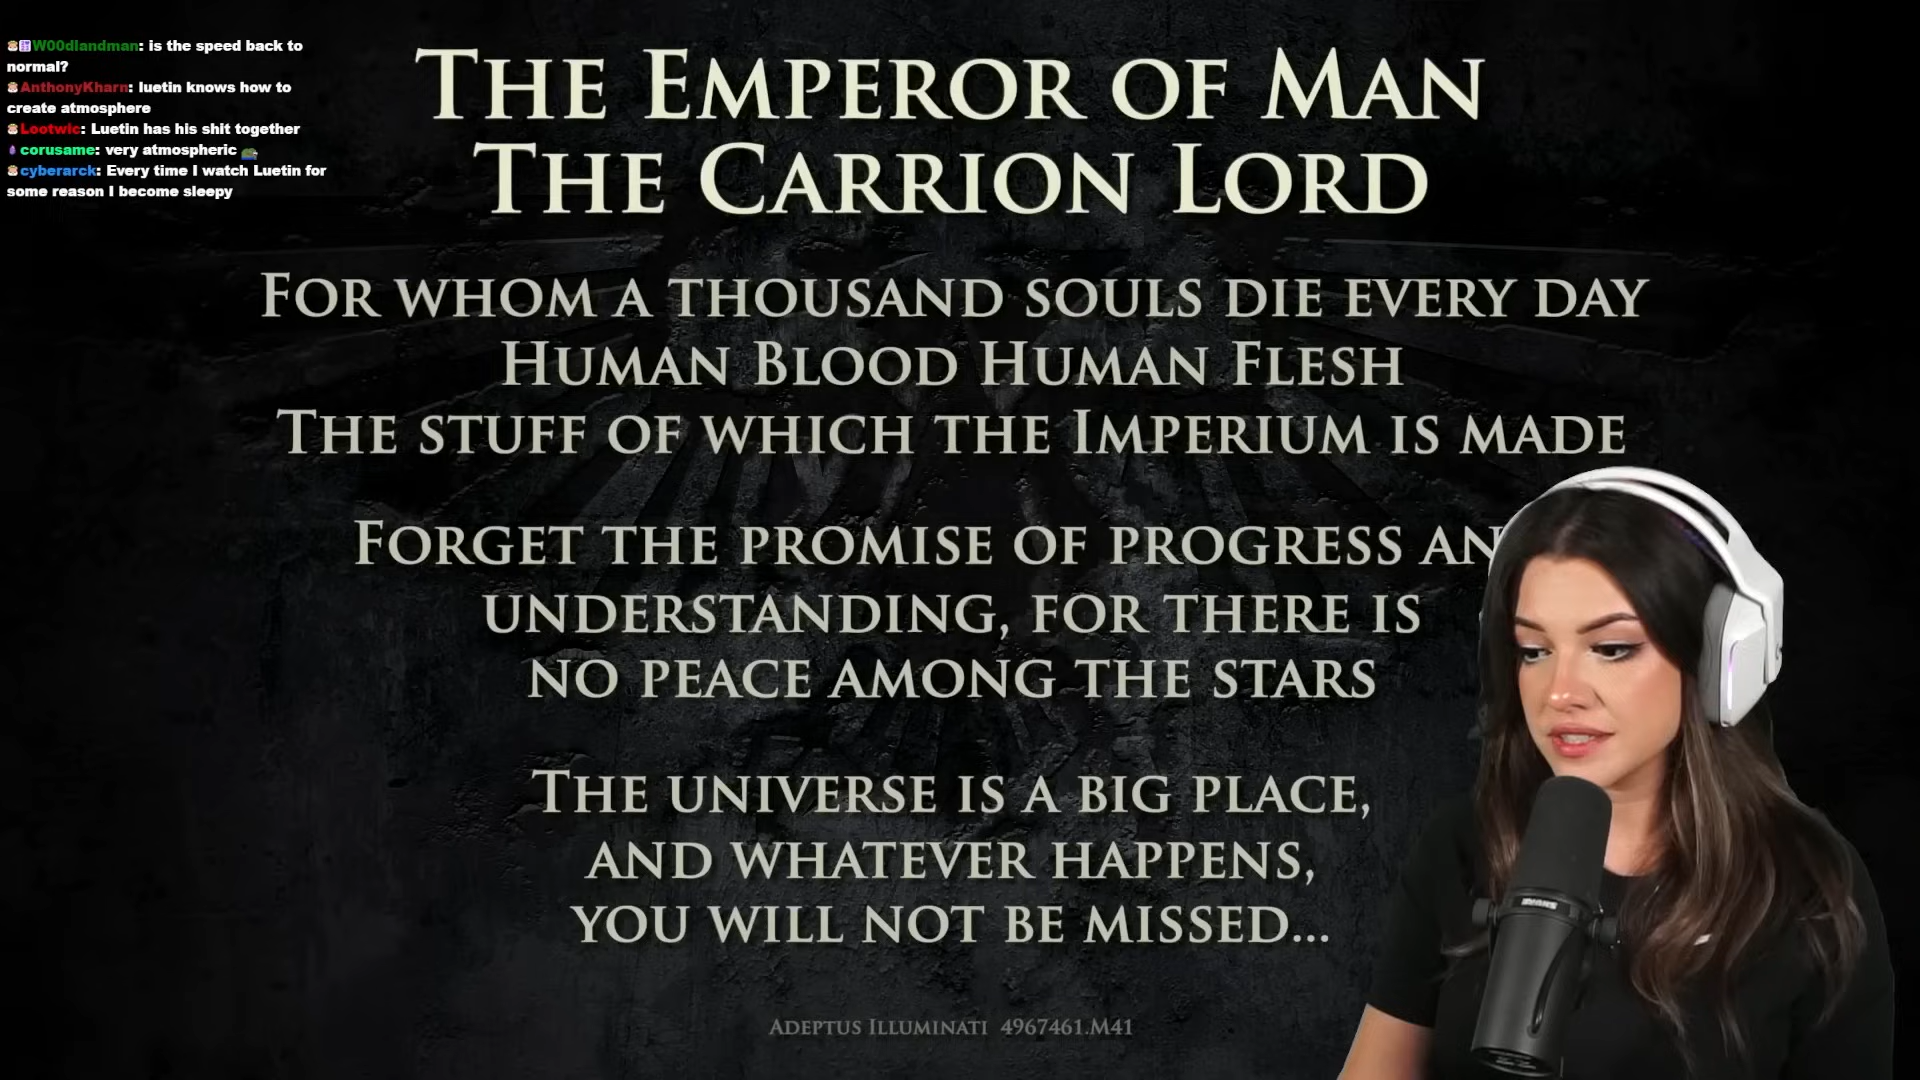 W00dlandman: is the speed back to
normal?
AnthonyKharn: luetin knows how to
create atmosphere
Lootwic: Luetin has his shit together
corusame: very atmospheric
cyberarck: Every time I watch Luetin for
some reason I become sleepy
The Emperor of Man
The Carrion Lord
For whom a thousand souls die every day
Human Blood Human Flesh
The stuff of which the Imperium is made
Forget the promise of progress an
understanding, for there is
no peace among the stars
The universe is a big place,
and whatever happens,
you will not be missed...
Adeptus Illuminati 4967461.M41